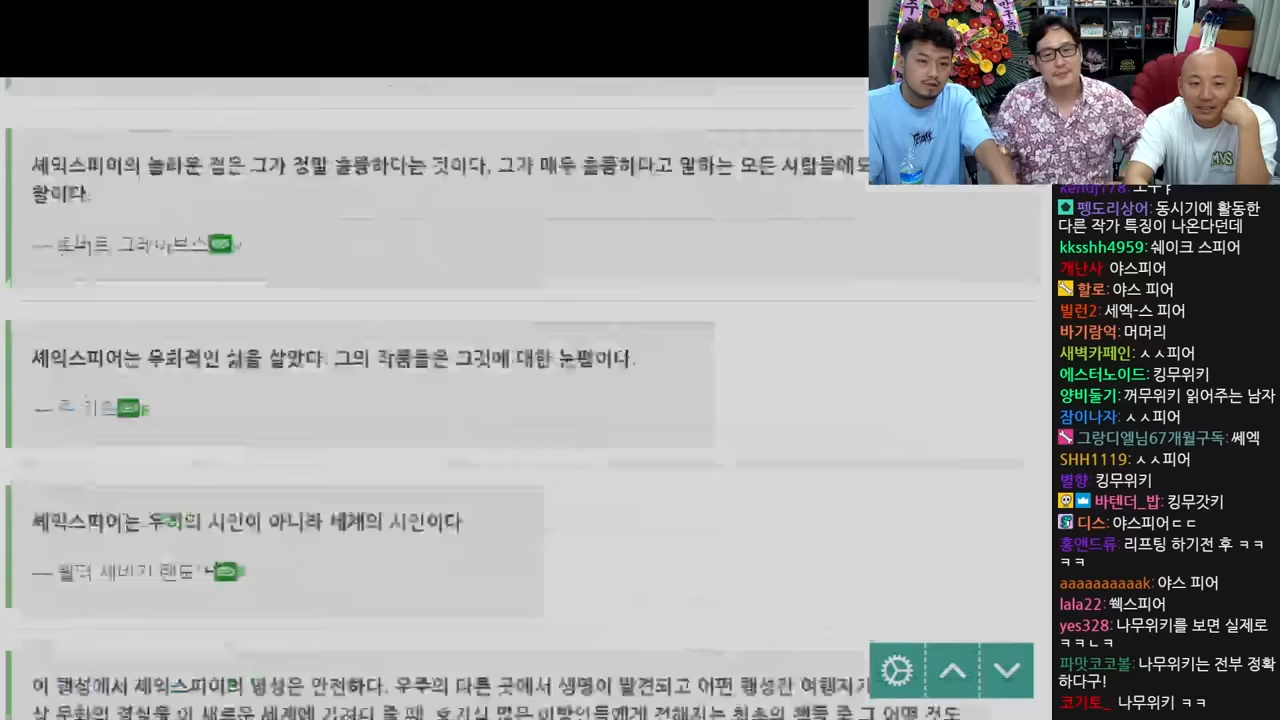 셰익스피어의 놀라운 점은 그가 정말 훌륭하다는 것이다, 그가 매우 훌륭하다고 말하는 모든 사람들에도
셰익스피어는 우화적인 삶을 살았다. 그의 작품들은 그것에 대한 논평이다.
셰익스피어는 우리의 시인이 아니라 세계의 시인이다
— 월터 새비지 랜더
이 행성에서 셰익스피어의 명성은 안전하다. 우주의 다른 곳에서 생명이 발견되고 어떤 행성간 여행자가
MNS
kendj178:
펭도리상어: 동시기에 활동한
다른 작가 특징이 나온다던데
kksshh4959: 쉐이크 스피어
개난사 야스피어
할로: 야스 피어
빌런2: 세엑-스 피어
바기람억: 머머리
새벽카페인: ㅅㅅ피어
에스터노이드: 킹무위키
양비둘기: 꺼무위키 읽어주는 남자
잠이나자: ㅅㅅ피어
그랑디엘님67개월구독: 쎄엑
SHH1119: ㅅㅅ피어
별향 킹무위키
바텐더_밥: 킹무갓키
디스: 야스피어ㄷㄷ
홍앤드류: 리프팅 하기전 후 ㅋㅋ
ㅋㅋ
aaaaaaaaaak: 야스 피어
lala22: 쎅스피어
yes328: 나무위키를 보면 실제로
ㅋㅋㄴㅋ
파맛코코볼: 나무위키는 전부 정확
하다구!
코기토_ 나무위키 ㅋㅋ